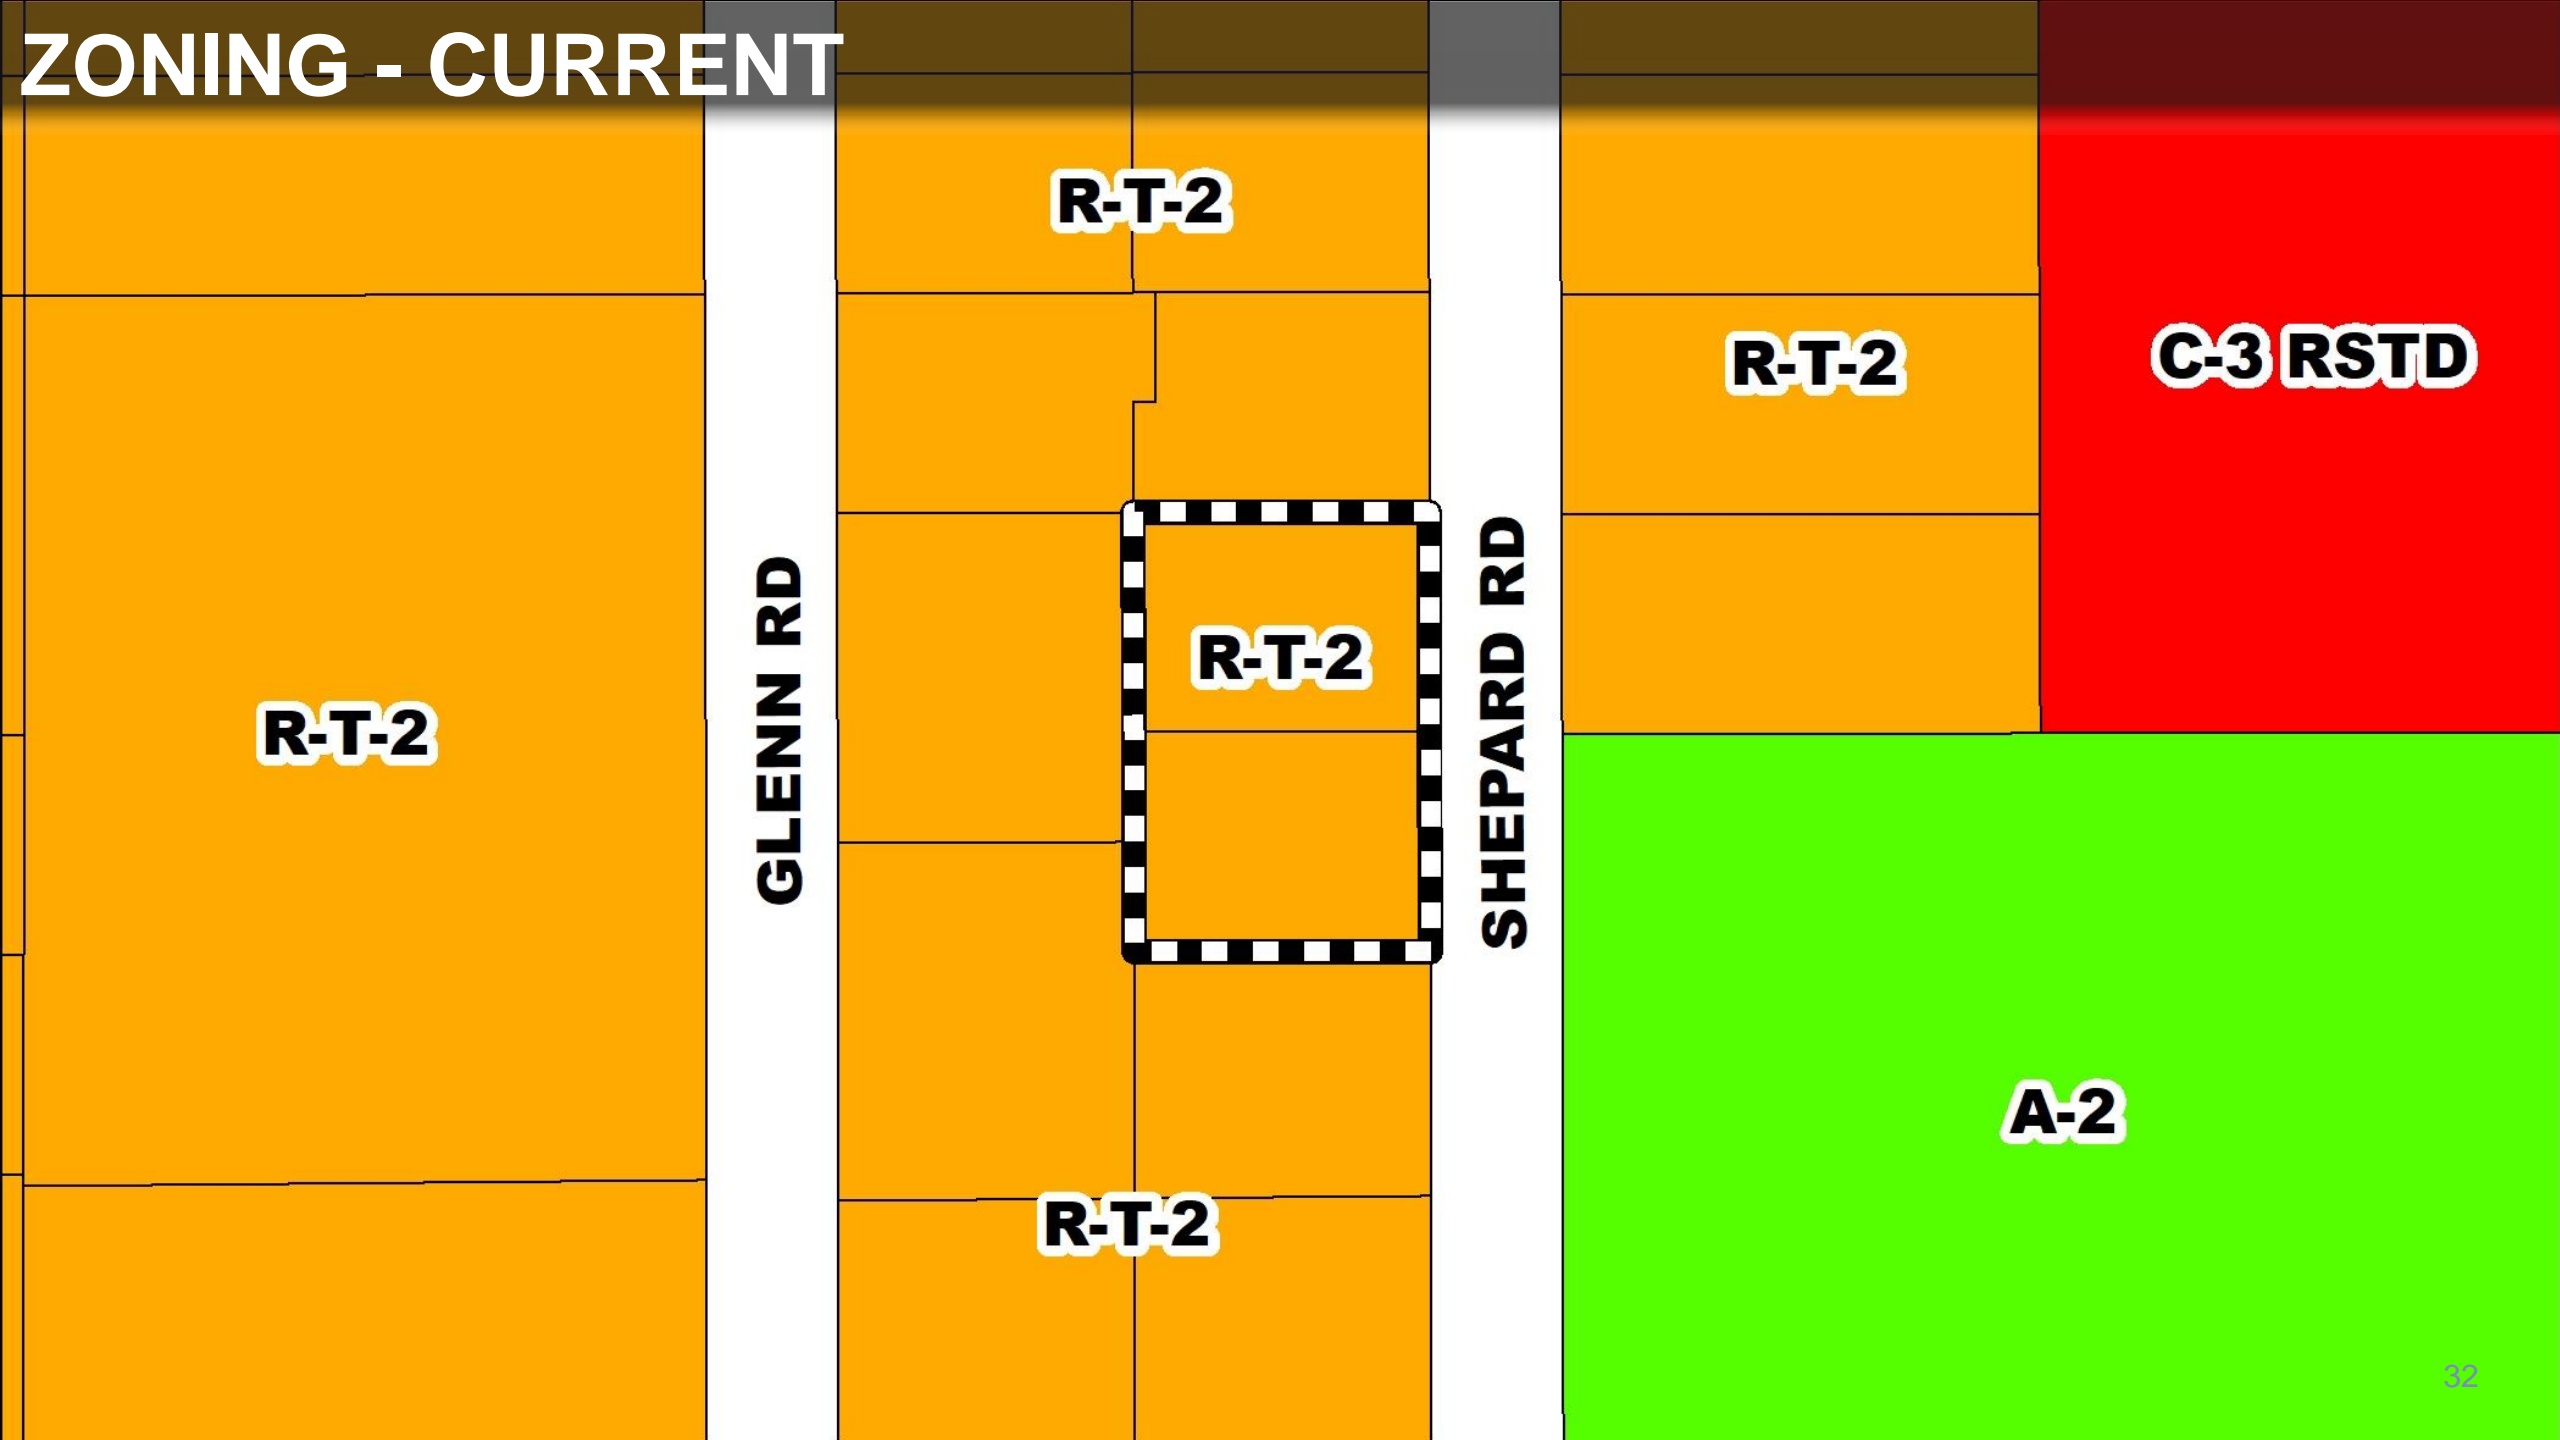 ZONING - CURRENT
R-T-2
R-T-2
C-3 RSTD
GLENN RD
SHEPARD RD
R-T-2
R-T-2
A-2
R-T-2
32